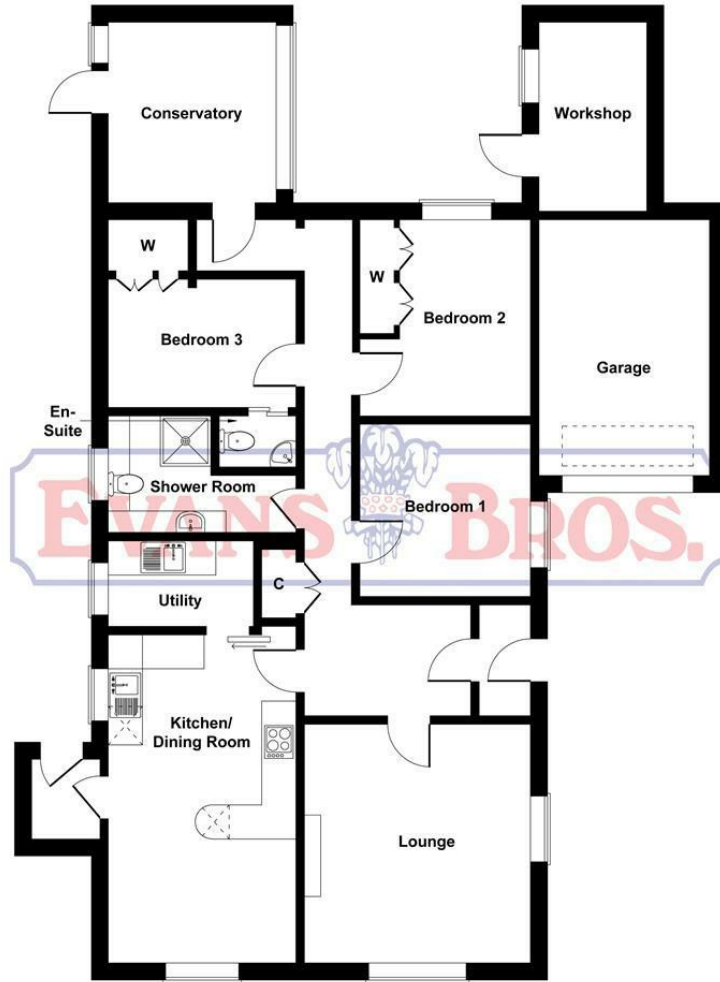 Conservatory
Workshop
W
W
Bedroom 2
Bedroom 3
Garage
En-
Suite
Shower Room
Bedroom 1
EVANS BROS.
C
Utility
Kitchen/
Dining Room
Lounge